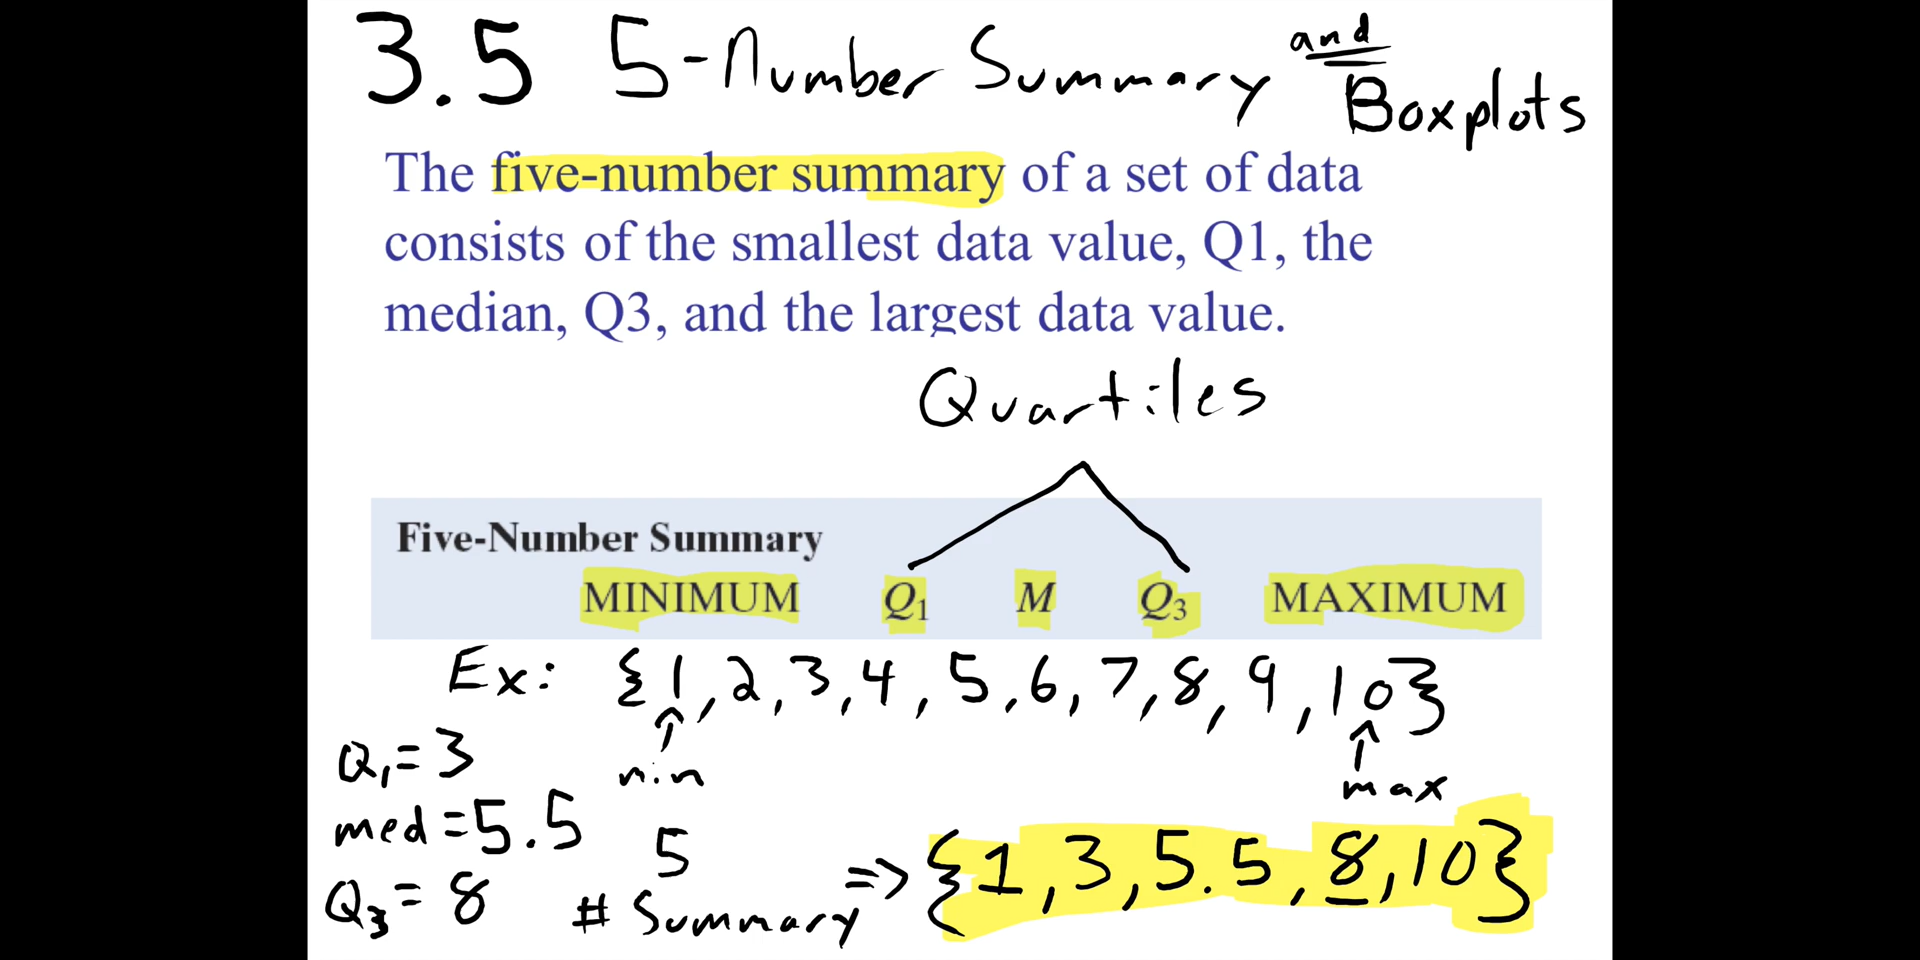 3.5 5-Number Summary and Boxplots
The five-number summary of a set of data
consists of the smallest data value, Q1, the
median, Q3, and the largest data value.
Quartiles
Five-Number Summary
MINIMUM Q1 M Q3 MAXIMUM
Ex: {1,2,3,4,5,6,7,8,9,10}
min
max
Q1=3
med=5.5
Q3=8
5
# Summary => {1,3,5.5,8,10}